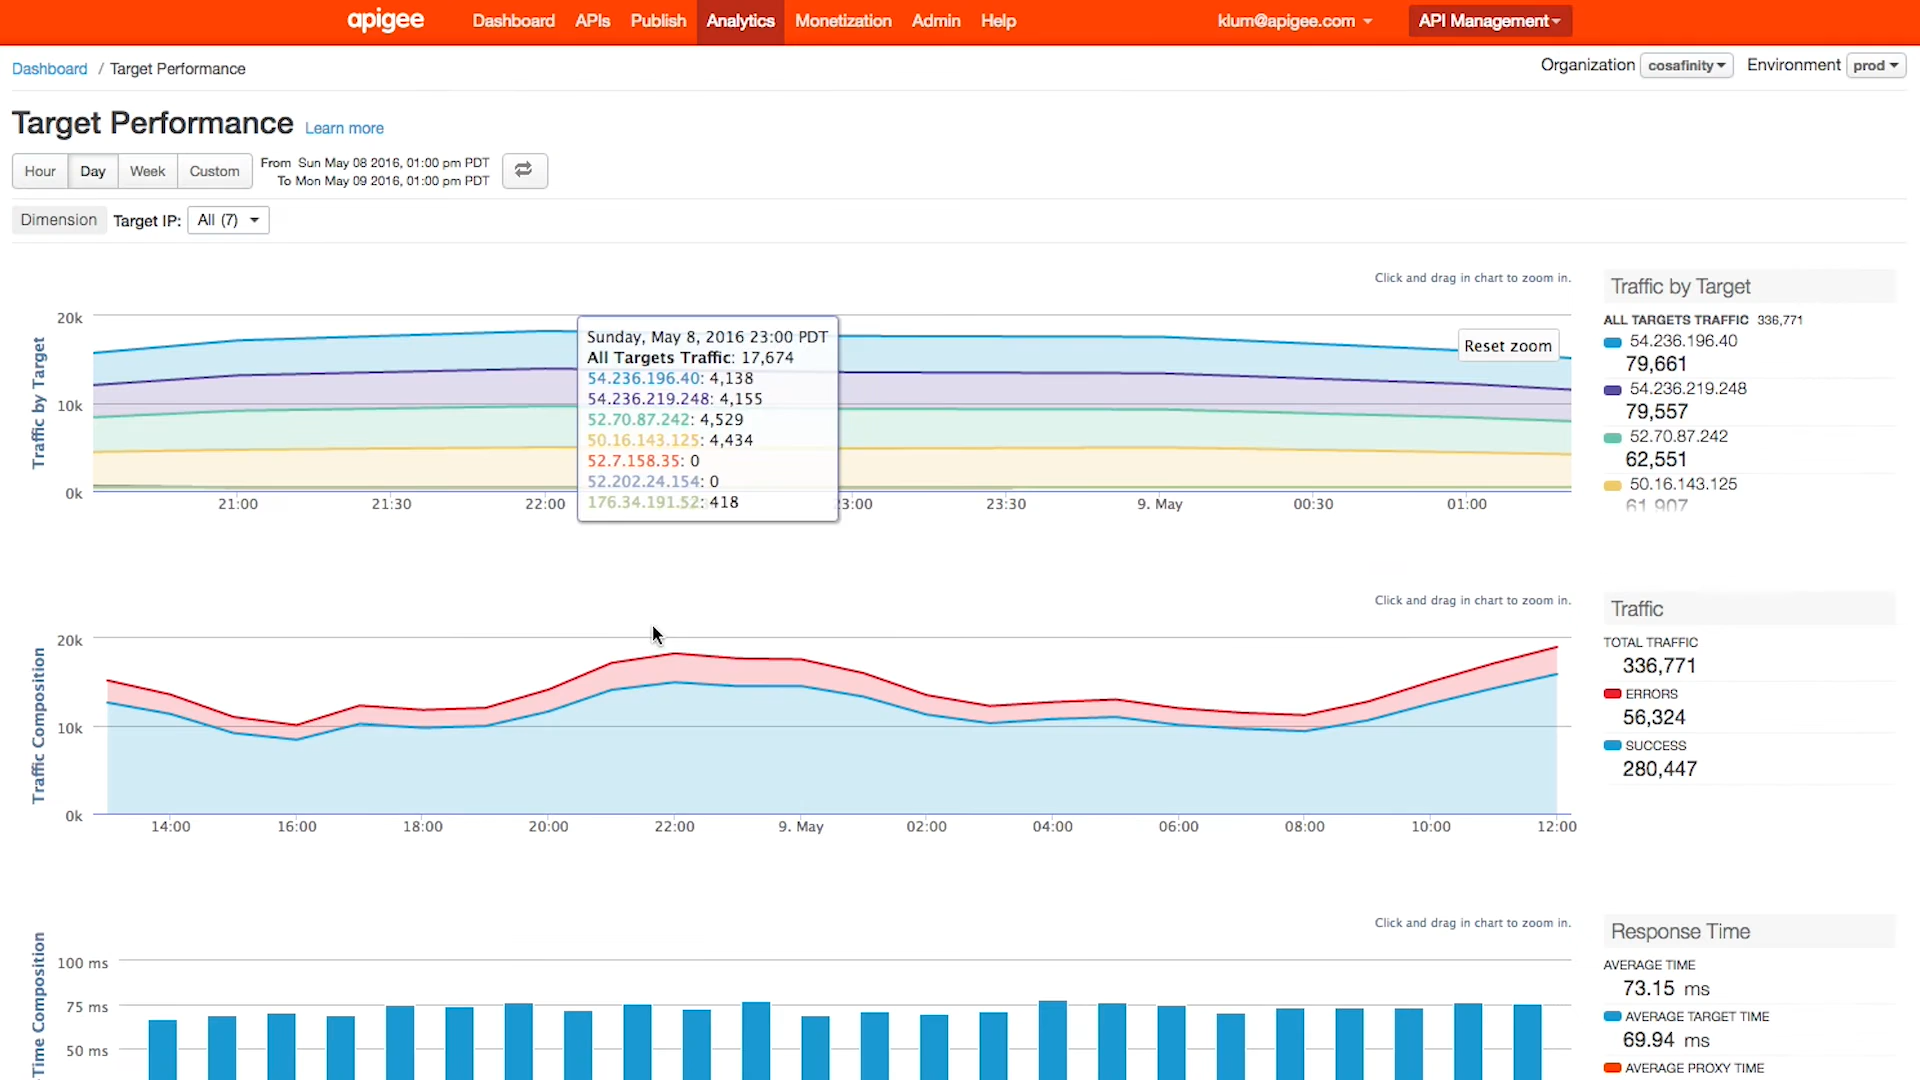 apigee Dashboard APIs Publish Analytics Monetization Admin Help klum@apigee.com API Management
Dashboard / Target Performance Organization cosafinity Environment prod
Target Performance Learn more
Hour Day Week Custom
From Sun May 08 2016, 01:00 pm PDT
To Mon May 09 2016, 01:00 pm PDT
Dimension Target IP: All (7)
Click and drag in chart to zoom in.
Traffic by Target
20k
10k
0k
Reset zoom
Sunday, May 8, 2016 23:00 PDT
All Targets Traffic: 17,674
54.236.196.40: 4,138
54.236.219.248: 4,155
52.70.87.242: 4,529
50.16.143.125: 4,434
52.7.158.35: 0
52.202.24.154: 0
176.34.191.52: 418
21:00 21:30 22:00 3:00 23:30 9. May 00:30 01:00
Traffic by Target
ALL TARGETS TRAFFIC 336,771
54.236.196.40
79,661
54.236.219.248
79,557
52.70.87.242
62,551
50.16.143.125
61,907
Click and drag in chart to zoom in.
Traffic Composition
20k
10k
0k
14:00 16:00 18:00 20:00 22:00 9. May 02:00 04:00 06:00 08:00 10:00 12:00
Traffic
TOTAL TRAFFIC
336,771
ERRORS
56,324
SUCCESS
280,447
Click and drag in chart to zoom in.
-Time Composition
100 ms
75 ms
50 ms
Response Time
AVERAGE TIME
73.15 ms
AVERAGE TARGET TIME
69.94 ms
AVERAGE PROXY TIME